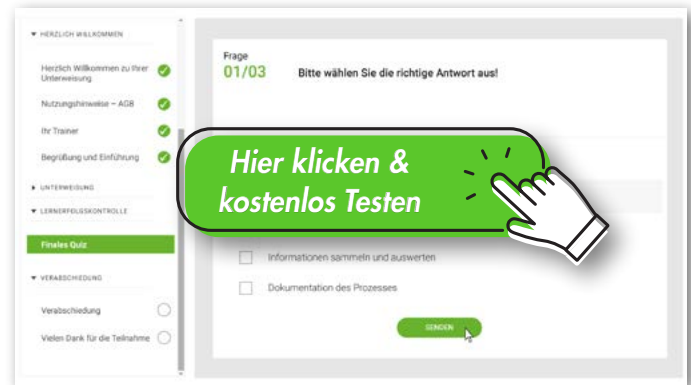 HERZLICH WILLKOMMEN
Herzlich Willkommen zu Ihrer
Unterweisung
Nutzungshinweise – AGB
Ihr Trainer
Begrüßung und Einführung
UNTERWEISUNG
LERNERFOLGSKONTROLLE
Finales Quiz
VERABSCHIEDUNG
Verabschiedung
Vielen Dank für die Teilnahme
Frage
01/03
Bitte wählen Sie die richtige Antwort aus!
Hier klicken &
kostenlos Testen
Informationen sammeln und auswerten
Dokumentation des Prozesses
SENDEN